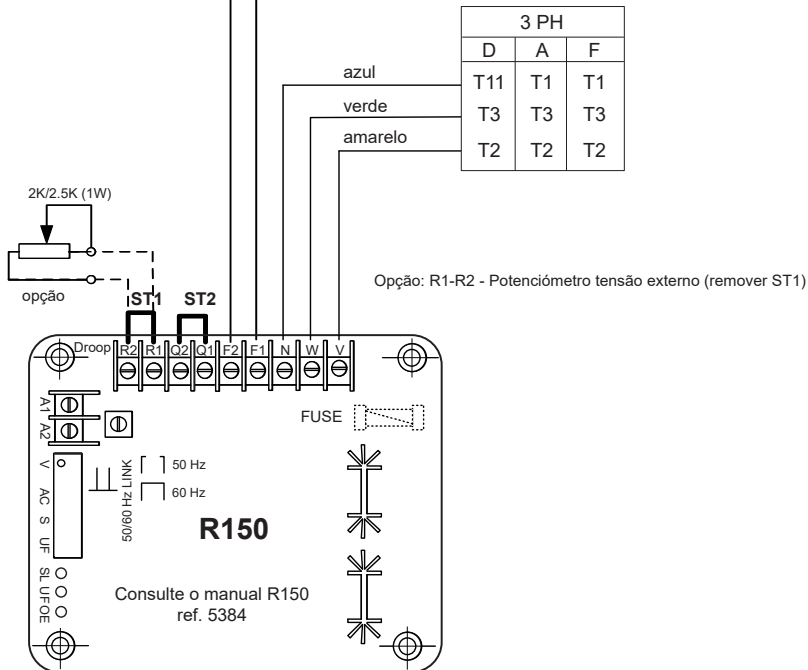 3 PH
D A F
azul T11 T1 T1
verde T3 T3 T3
amarelo T2 T2 T2
2K/2.5K (1W)
opção
Opção: R1-R2 - Potenciómetro tensão externo (remover ST1)
ST1 ST2
Droop R2 R1 Q2 Q1 F2 F1 N W V
A1
A2
FUSE
V
AC
S
UF
50/60 Hz LINK
50 Hz
60 Hz
R150
SL
UF
OE
Consulte o manual R150
ref. 5384